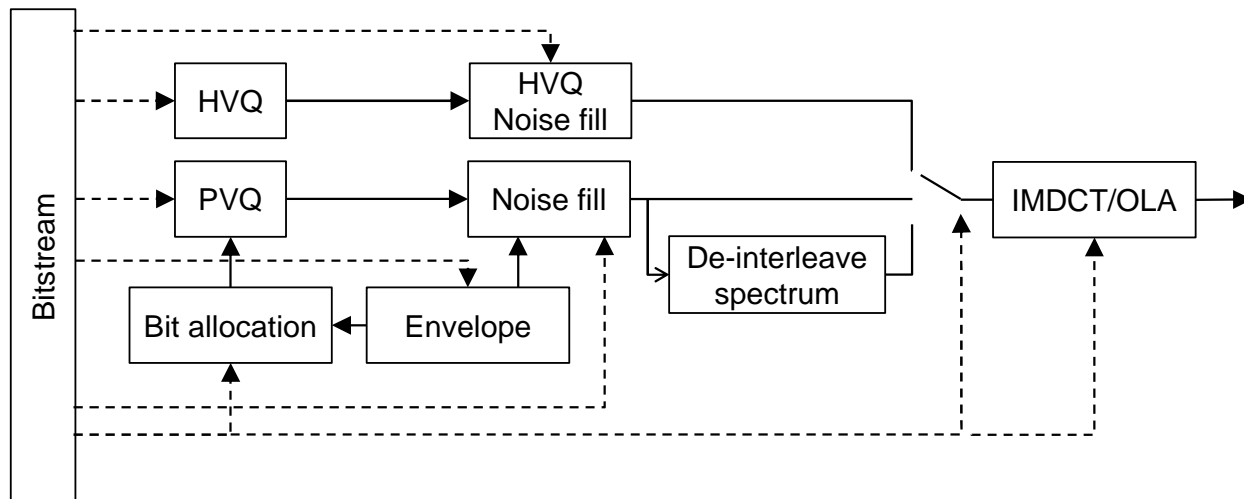 Bitstream
HVQ
HVQ
Noise fill
PVQ
Noise fill
IMDCT/OLA
De-interleave
spectrum
Bit allocation
Envelope